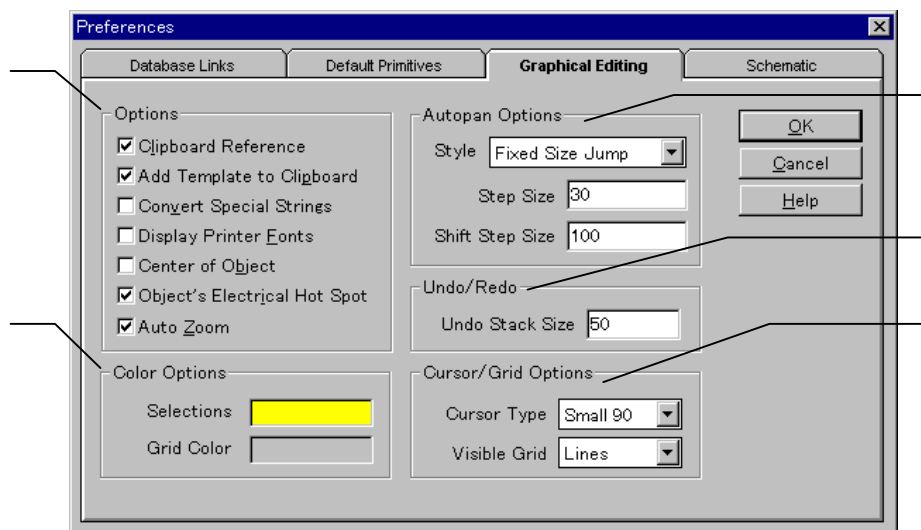 Preferences
Database Links
Default Primitives
Graphical Editing
Schematic
Options
Clipboard Reference
Add Template to Clipboard
Convert Special Strings
Display Printer Fonts
Center of Object
Object's Electrical Hot Spot
Auto Zoom
Color Options
Selections
Grid Color
Autopan Options
Style Fixed Size Jump
Step Size 30
Shift Step Size 100
Undo/Redo
Undo Stack Size 50
Cursor/Grid Options
Cursor Type Small 90
Visible Grid Lines
OK
Cancel
Help